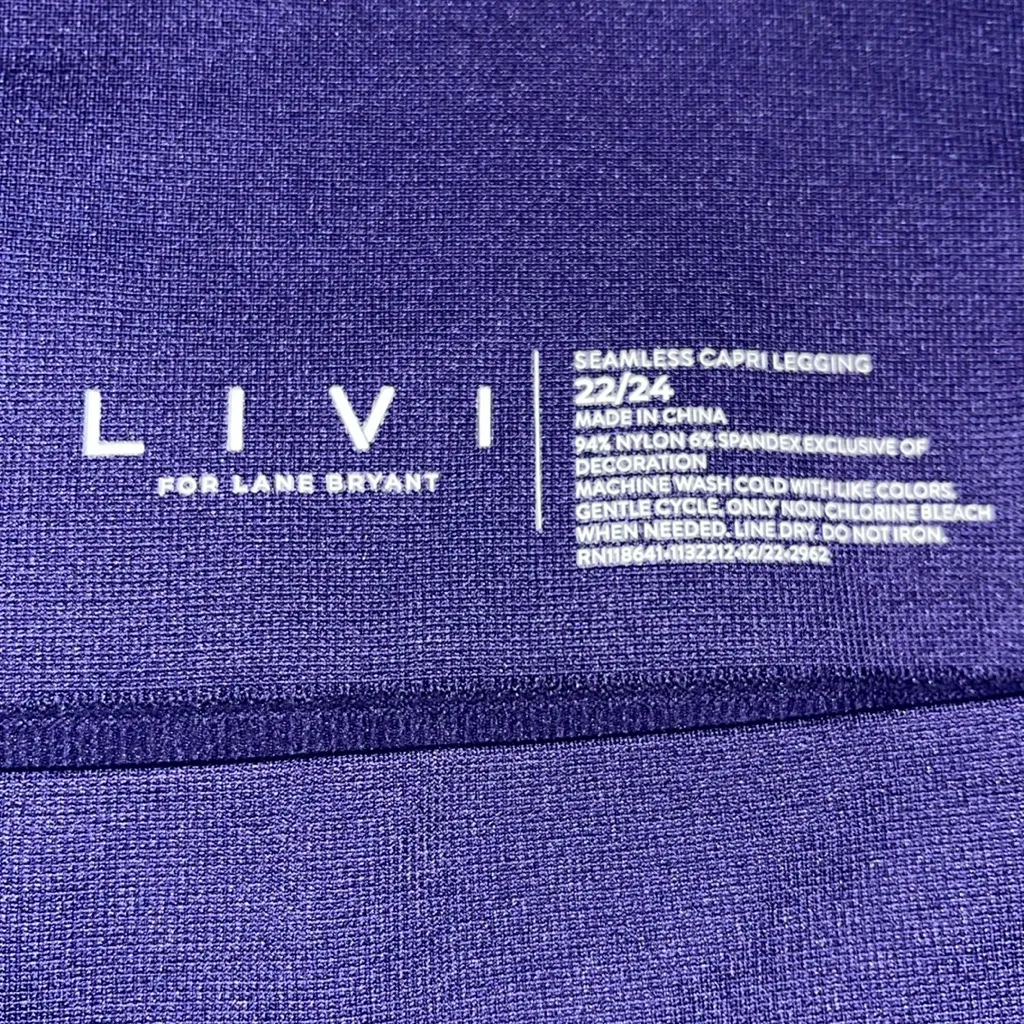 LIVI
FOR LANE BRYANT
SEAMLESS CAPRI LEGGING
22/24
MADE IN CHINA
94% NYLON 6% SPANDEX EXCLUSIVE OF
DECORATION
MACHINE WASH COLD WITH LIKE COLORS.
GENTLE CYCLE. ONLY NON CHLORINE BLEACH
WHEN NEEDED. LINE DRY. DO NOT IRON.
RN118641•1132212•12/22•2962